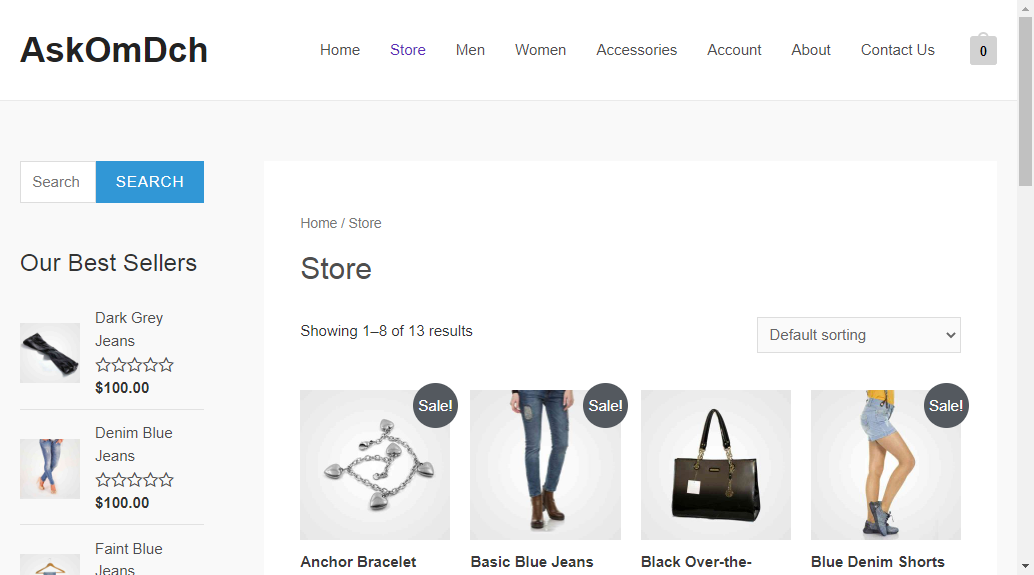 AskOmDch
Home Store Men Women Accessories Account About Contact Us 0
Search SEARCH
Our Best Sellers
Dark Grey
Jeans
$100.00
Denim Blue
Jeans
$100.00
Faint Blue
Jeans
Home / Store
Store
Showing 1–8 of 13 results
Default sorting
Sale! Sale! Sale!
Anchor Bracelet Basic Blue Jeans Black Over-the- Blue Denim Shorts